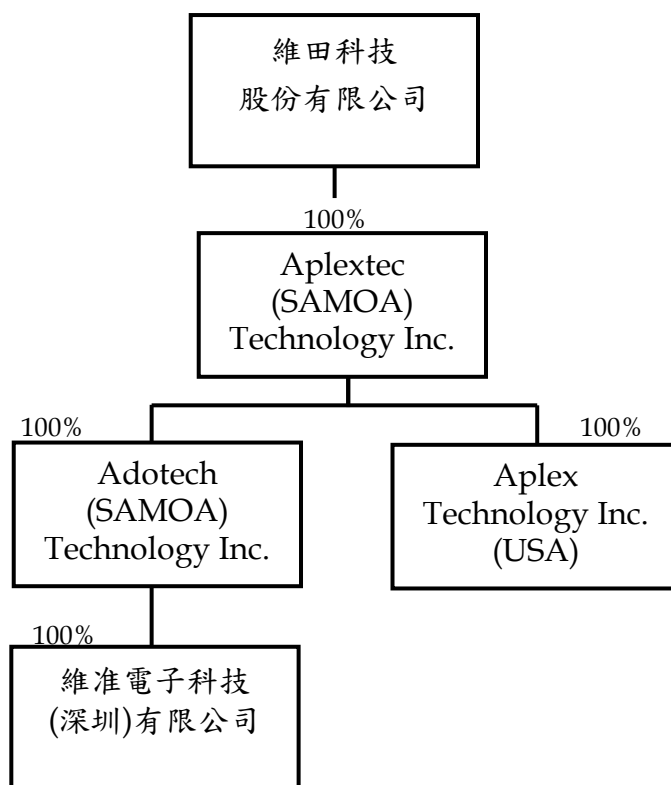 維田科技
股份有限公司
100%
Aplextec
(SAMOA)
Technology Inc.
100%
100%
Adotech
(SAMOA)
Technology Inc.
Aplex
Technology Inc.
(USA)
100%
維准電子科技
(深圳)有限公司